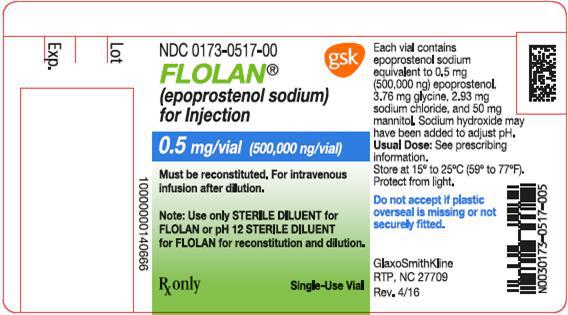 Exp.
Lot
10000000140666
NDC 0173-0517-00
gsk
FLOLAN®
(epoprostenol sodium)
for Injection
0.5 mg/vial (500,000 ng/vial)
Must be reconstituted. For intravenous
infusion after dilution.
Note: Use only STERILE DILUENT for
FLOLAN or pH 12 STERILE DILUENT
for FLOLAN for reconstitution and dilution.
Rx only
Single-Use Vial
Each vial contains
epoprostenol sodium
equivalent to 0.5 mg
(500,000 ng) epoprostenol,
3.76 mg glycine, 2.93 mg
sodium chloride, and 50 mg
mannitol. Sodium hydroxide may
have been added to adjust pH.
Usual Dose: See prescribing
information.
Store at 15° to 25°C (59° to 77°F).
Protect from light.
Do not accept if plastic
overseal is missing or not
securely fitted.
GlaxoSmithKline
RTP, NC 27709
Rev. 4/16
N0030173-0517-005